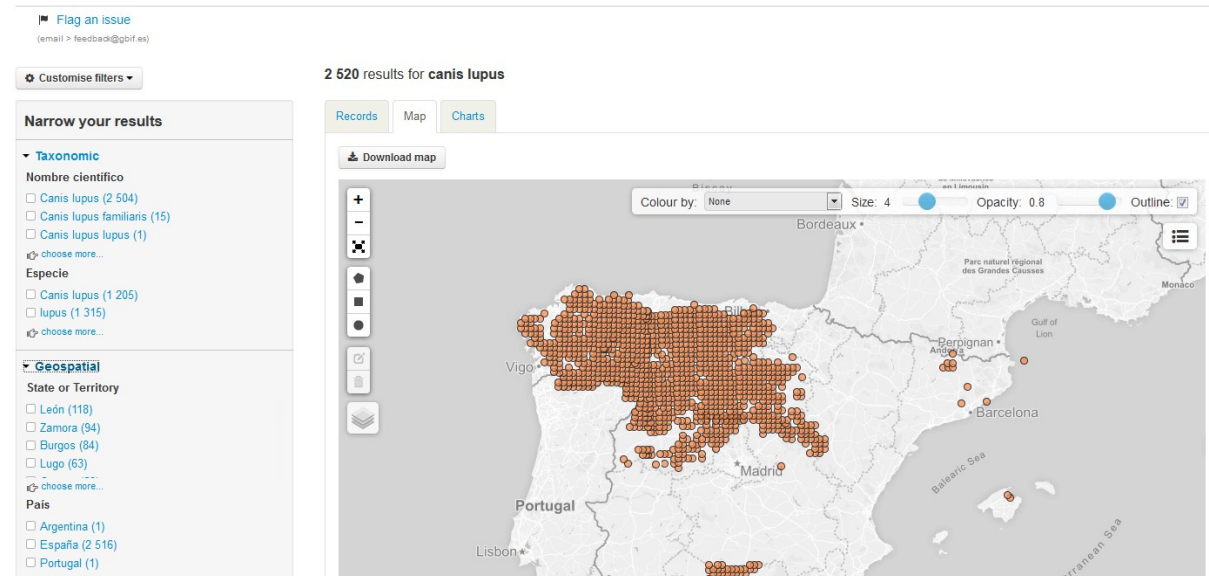 Flag an issue
(email > feedback@gbif.es)
Customise filters
2 520 results for canis lupus
Narrow your results
Records Map Charts
Download map
Taxonomic
Nombre científico
Canis lupus (2 504)
Canis lupus familiaris (15)
Canis lupus lupus (1)
choose more...
Especie
Canis lupus (1 205)
lupus (1 315)
choose more...
Geospatial
State or Territory
León (118)
Zamora (94)
Burgos (84)
Lugo (63)
choose more...
País
Argentina (1)
España (2 516)
Portugal (1)
+
−
Colour by: None Size: 4 Opacity: 0.8 Outline:
en Limousin
Bordeaux
Parc naturel régional
des Grandes Causses
Monaco
Gulf of
Lion
Perpignan
Andorra
Vigo
Barcelona
Madrid
Balearic Sea
Portugal
Lisbon